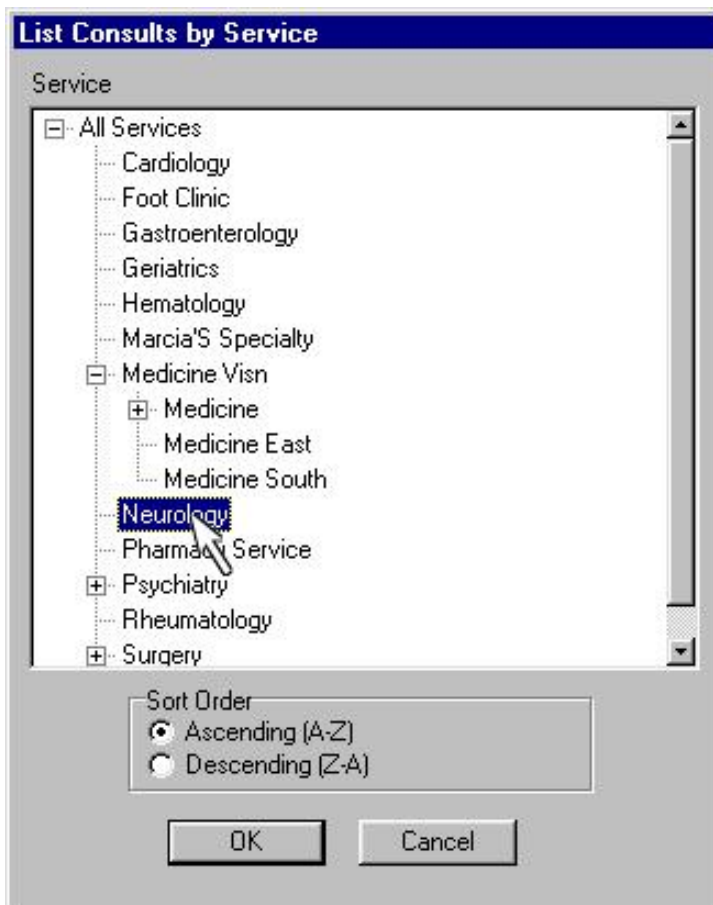 List Consults by Service
Service
All Services
Cardiology
Foot Clinic
Gastroenterology
Geriatrics
Hematology
Marcia'S Specialty
Medicine Visn
Medicine
Medicine East
Medicine South
Neurology
Pharmacy Service
Psychiatry
Rheumatology
Surgery
Sort Order
Ascending (A-Z)
Descending (Z-A)
OK Cancel